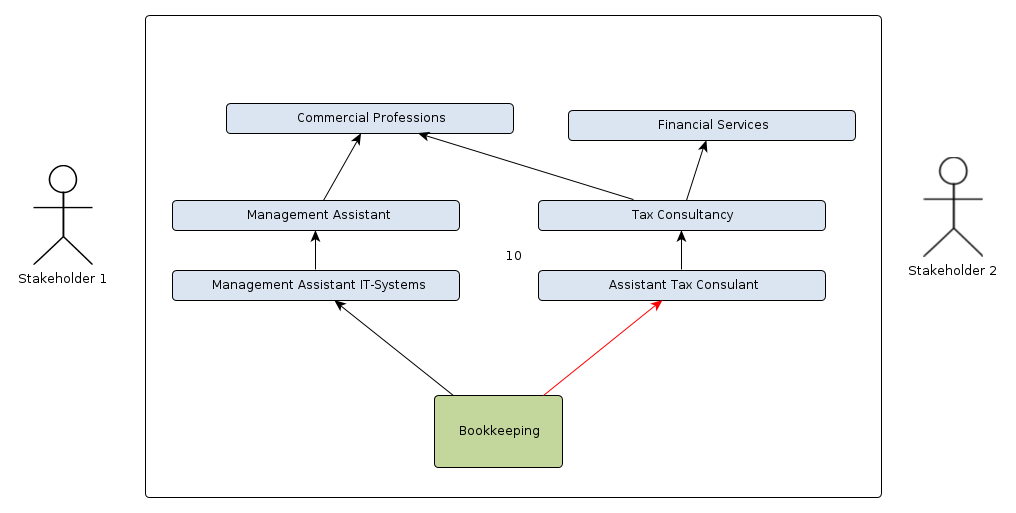 Commercial Professions
Financial Services
Management Assistant
Tax Consultancy
10
Management Assistant IT-Systems
Assistant Tax Consulant
Stakeholder 1
Stakeholder 2
Bookkeeping